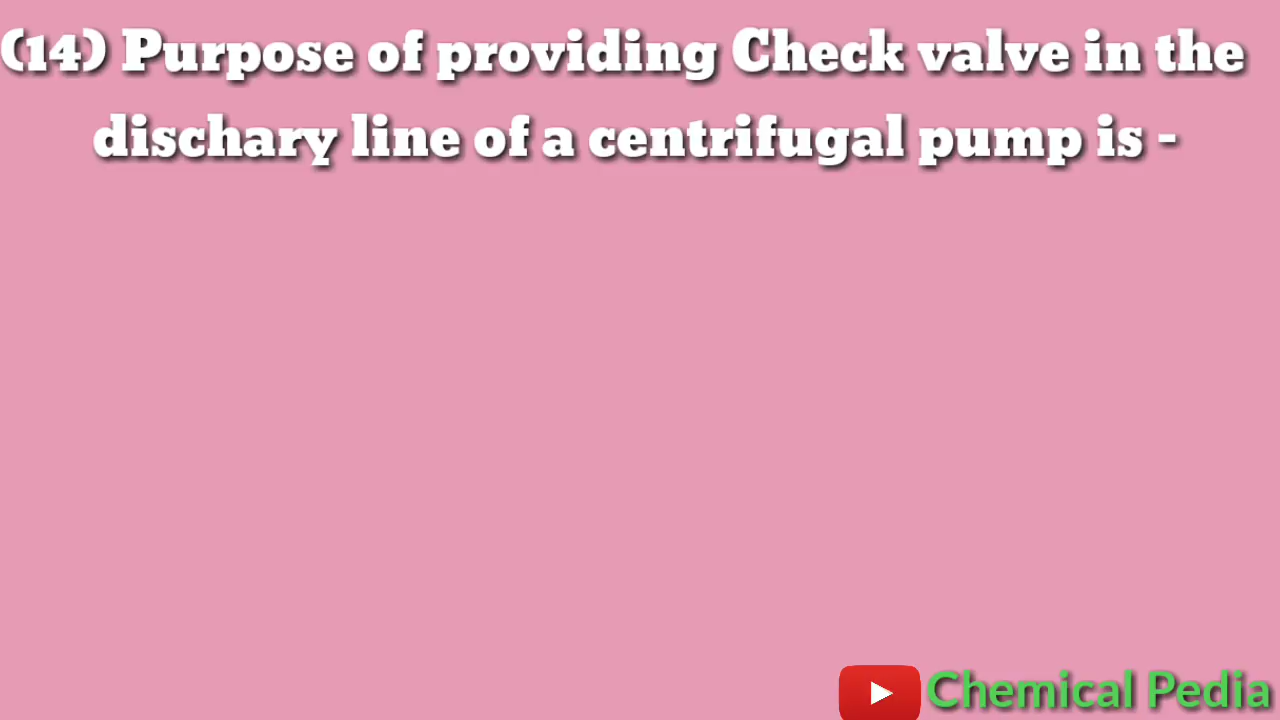 (14) Purpose of providing Check valve in the
dischary line of a centrifugal pump is -
Chemical Pedia